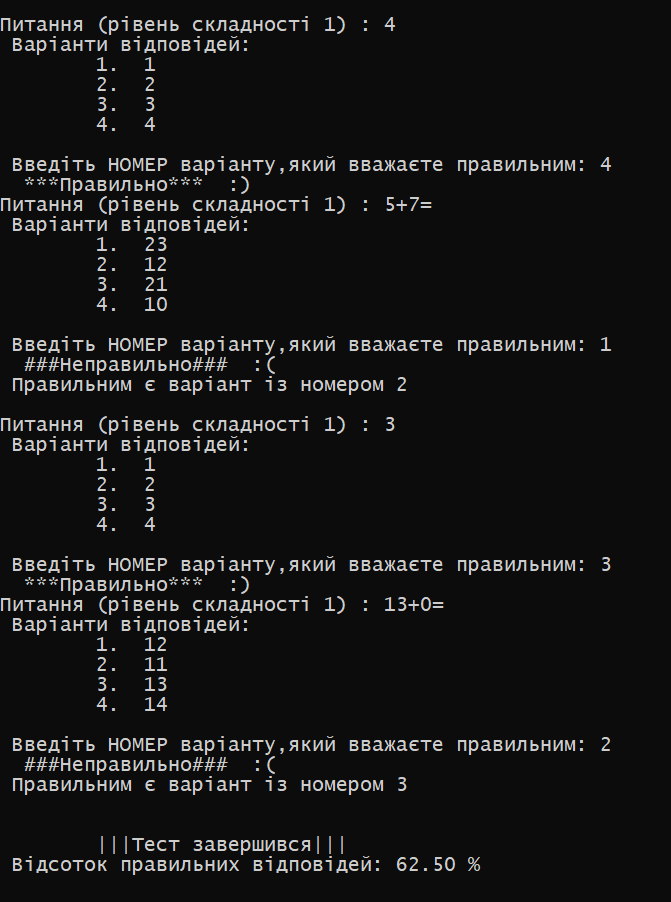 Питання (рівень складності 1) : 4
Варіанти відповідей:
1. 1
2. 2
3. 3
4. 4
Введіть НОМЕР варіанту,який вважаєте правильним: 4
***Правильно*** :)
Питання (рівень складності 1) : 5+7=
Варіанти відповідей:
1. 23
2. 12
3. 21
4. 10
Введіть НОМЕР варіанту,який вважаєте правильним: 1
###Неправильно### :(
Правильним є варіант із номером 2
Питання (рівень складності 1) : 3
Варіанти відповідей:
1. 1
2. 2
3. 3
4. 4
Введіть НОМЕР варіанту,який вважаєте правильним: 3
***Правильно*** :)
Питання (рівень складності 1) : 13+0=
Варіанти відповідей:
1. 12
2. 11
3. 13
4. 14
Введіть НОМЕР варіанту,який вважаєте правильним: 2
###Неправильно### :(
Правильним є варіант із номером 3
|||Тест завершився|||
Відсоток правильних відповідей: 62.50 %